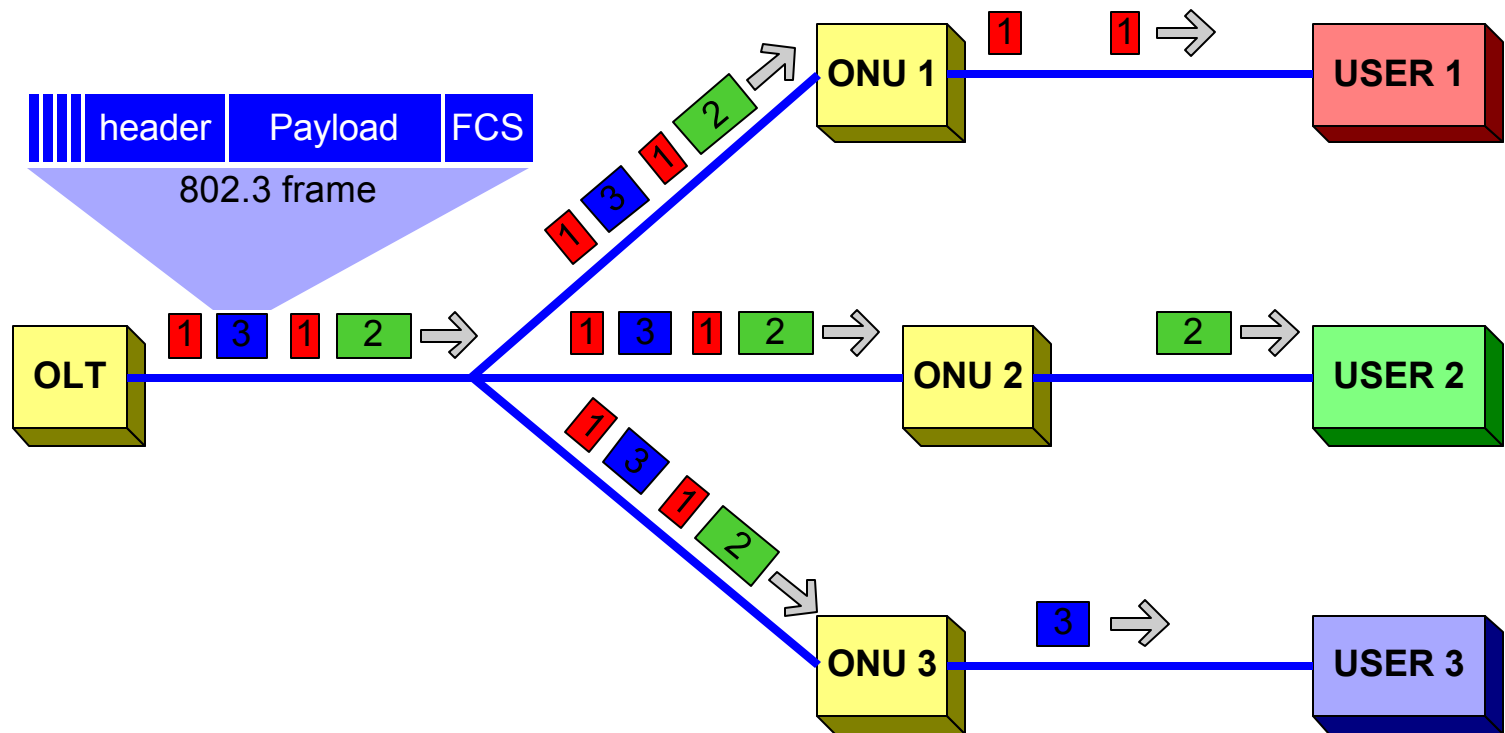 1 1
ONU 1 USER 1
2
header Payload FCS
1
802.3 frame
3
1
1 3 1 2
1 3 1 2
2
OLT
ONU 2
USER 2
1
3
1
2
3
ONU 3
USER 3